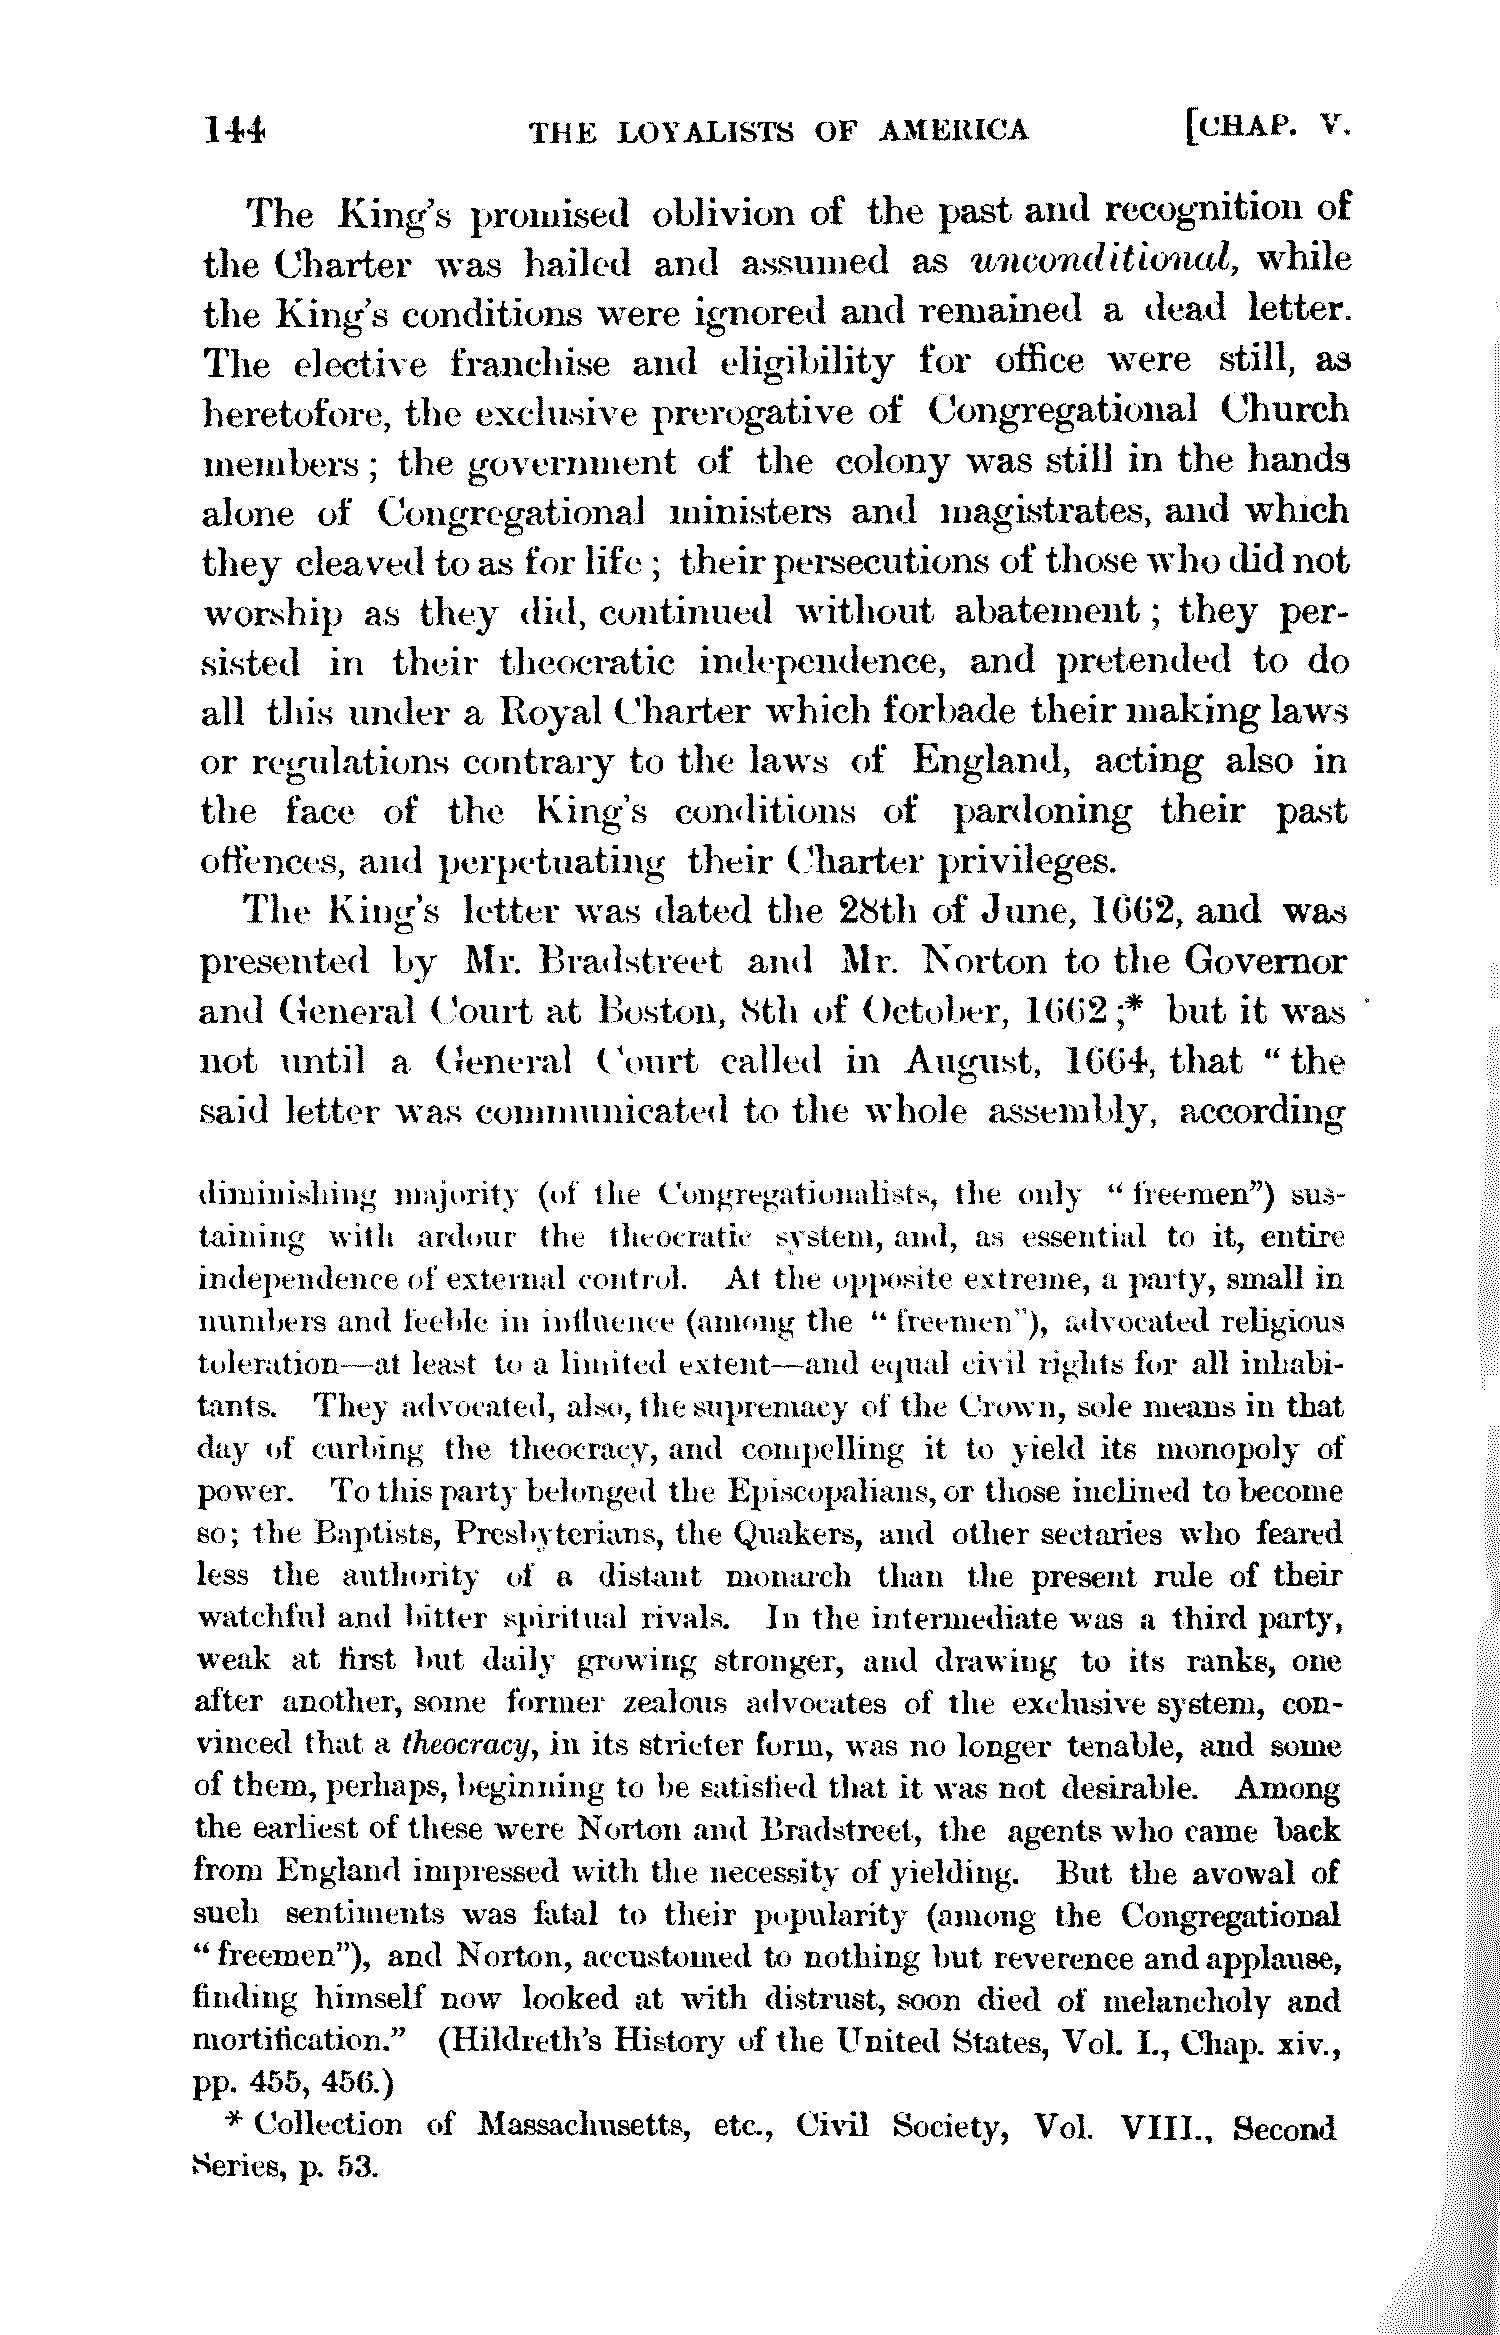 144 THE LOYALISTS OF AMERICA [CHAP. V.
The King's promised oblivion of the past and recognition of
the Charter was hailed and assumed as unconditional, while
the King's conditions were ignored and remained a dead letter.
The elective franchise and eligibility for office were still, as
heretofore, the exclusive prerogative of Congregational Church
members; the government of the colony was still in the hands
alone of Congregational ministers and magistrates, and which
they cleaved to as for life; their persecutions of those who did not
worship as they did, continued without abatement; they per-
sisted in their theocratic independence, and pretended to do
all this under a Royal Charter which forbade their making laws
or regulations contrary to the laws of England, acting also in
the face of the King's conditions of pardoning their past
offences, and perpetuating their Charter privileges.
The King's letter was dated the 28th of June, 1662, and was
presented by Mr. Bradstreet and Mr. Norton to the Governor
and General Court at Boston, 8th of October, 1662;* but it was
not until a General Court called in August, 1664, that "the
said letter was communicated to the whole assembly, according
diminishing majority (of the Congregationalists, the only "freemen") sus-
taining with ardour the theocratic system, and, as essential to it, entire
independence of external control. At the opposite extreme, a party, small in
numbers and feeble in influence (among the "freemen"), advocated religious
toleration—at least to a limited extent—and equal civil rights for all inhabi-
tants. They advocated, also, the supremacy of the Crown, sole means in that
day of curbing the theocracy, and compelling it to yield its monopoly of
power. To this party belonged the Episcopalians, or those inclined to become
so; the Baptists, Presbyterians, the Quakers, and other sectaries who feared
less the authority of a distant monarch than the present rule of their
watchful and bitter spiritual rivals. In the intermediate was a third party,
weak at first but daily growing stronger, and drawing to its ranks, one
after another, some former zealous advocates of the exclusive system, con-
vinced that a theocracy, in its stricter form, was no longer tenable, and some
of them, perhaps, beginning to be satisfied that it was not desirable. Among
the earliest of these were Norton and Bradstreet, the agents who came back
from England impressed with the necessity of yielding. But the avowal of
such sentiments was fatal to their popularity (among the Congregational
"freemen"), and Norton, accustomed to nothing but reverence and applause,
finding himself now looked at with distrust, soon died of melancholy and
mortification." (Hildreth's History of the United States, Vol. I., Chap. xiv.,
pp. 455, 456.)
* Collection of Massachusetts, etc., Civil Society, Vol. VIII., Second
Series, p. 53.